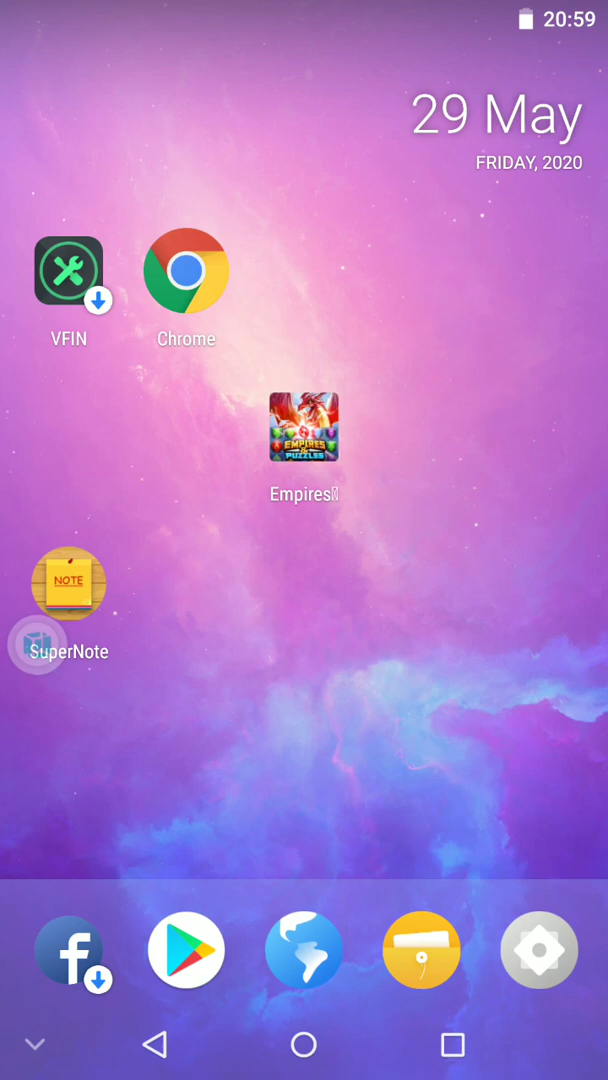 20:59
29 May
FRIDAY, 2020
VFIN
Chrome
EMPIRES
&
PUZZLES
Empires
NOTE
SuperNote